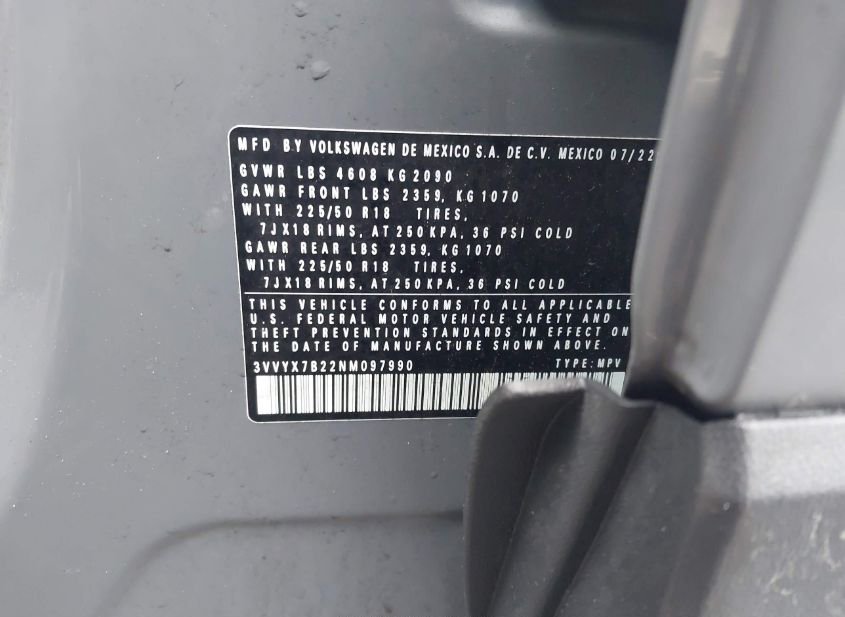 MFD BY VOLKSWAGEN DE MEXICO S.A. DE C.V. MEXICO 07/22
GVWR LBS 4608 KG 2090
GAWR FRONT LBS 2359, KG 1070
WITH 225/50 R18 TIRES,
7JX18 RIMS, AT 250 KPA, 36 PSI COLD
GAWR REAR LBS 2359, KG 1070
WITH 225/50 R18 TIRES,
7JX18 RIMS, AT 250 KPA, 36 PSI COLD
THIS VEHICLE CONFORMS TO ALL APPLICABLE
U.S. FEDERAL MOTOR VEHICLE SAFETY AND
THEFT PREVENTION STANDARDS IN EFFECT ON
THE DATE OF MANUFACTURE SHOWN ABOVE.
3VVYX7B22NM097990 TYPE: MPV